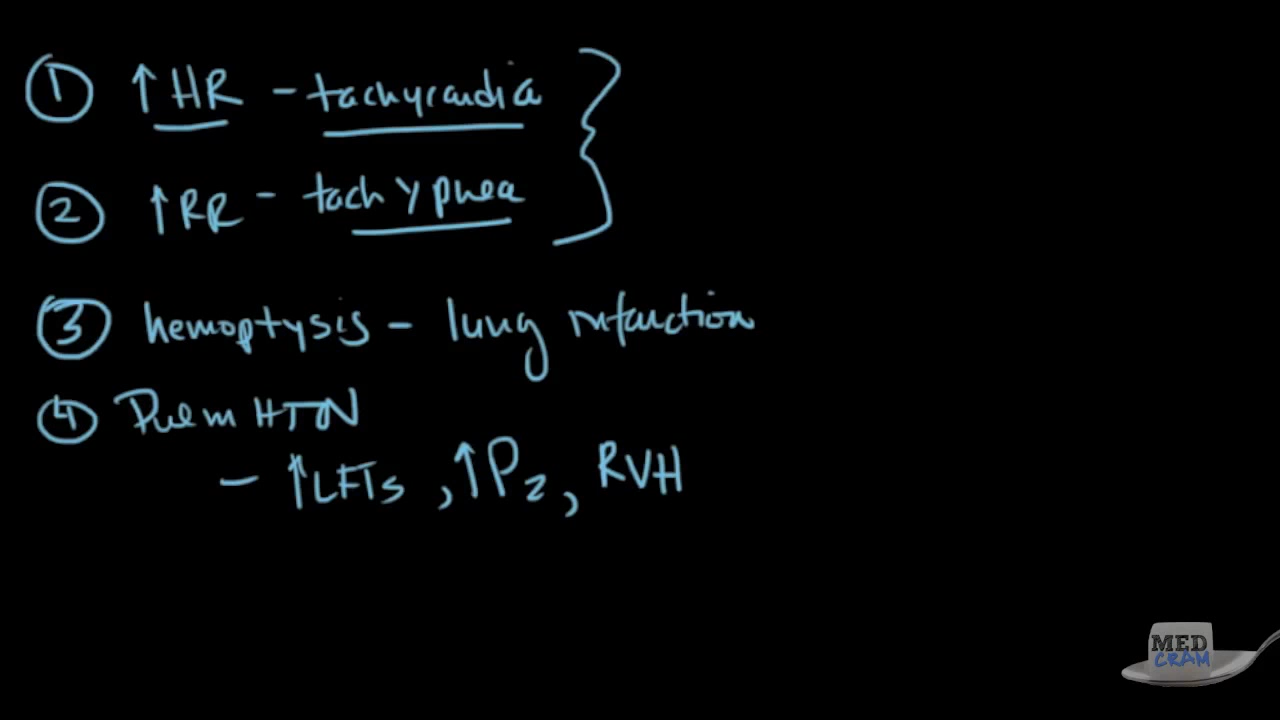 ① ↑HR - tachycardia
② ↑RR - tachypnea
③ hemoptysis - lung infarction
④ Pulm HTN
- ↑LFTs, ↑P2, RVH
MED
CRAM